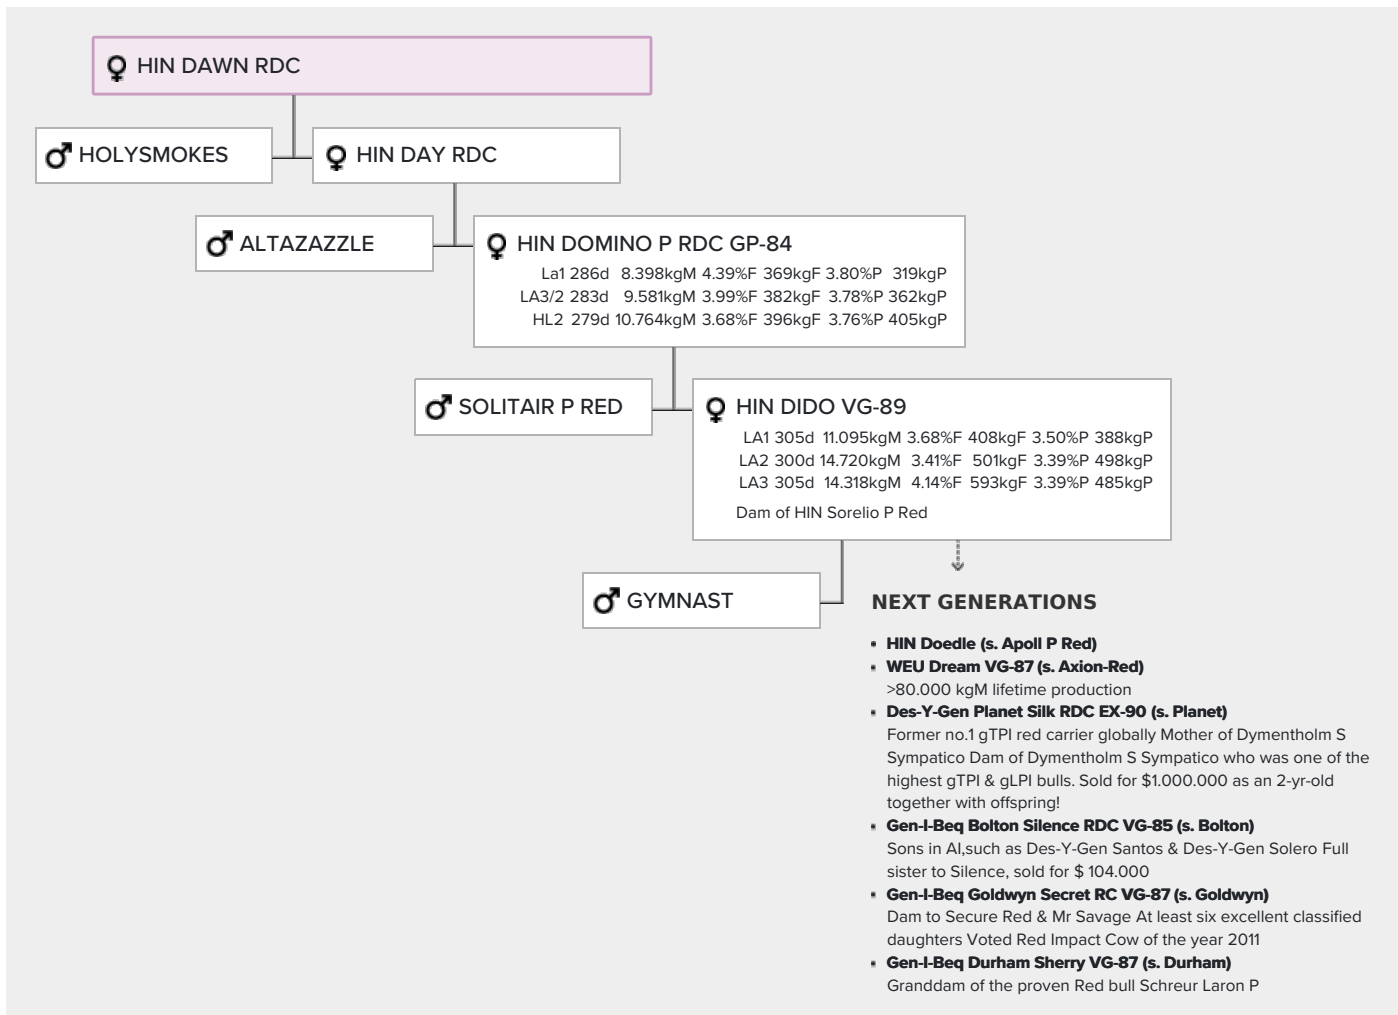 HIN DAWN RDC
HOLYSMOKES
HIN DAY RDC
ALTAZAZZLE
HIN DOMINO P RDC GP-84
La1 286d 8.398kgM 4.39%F 369kgF 3.80%P 319kgP
LA3/2 283d 9.581kgM 3.99%F 382kgF 3.78%P 362kgP
HL2 279d 10.764kgM 3.68%F 396kgF 3.76%P 405kgP
SOLITAIR P RED
HIN DIDO VG-89
LA1 305d 11.095kgM 3.68%F 408kgF 3.50%P 388kgP
LA2 300d 14.720kgM 3.41%F 501kgF 3.39%P 498kgP
LA3 305d 14.318kgM 4.14%F 593kgF 3.39%P 485kgP
Dam of HIN Sorelio P Red
GYMNAST
NEXT GENERATIONS
HIN Doedle (s. Apoll P Red)
WEU Dream VG-87 (s. Axion-Red)
>80.000 kgM lifetime production
Des-Y-Gen Planet Silk RDC EX-90 (s. Planet)
Former no.1 gTPI red carrier globally Mother of Dymentholm S
Sympatico Dam of Dymentholm S Sympatico who was one of the
highest gTPI & gLPI bulls. Sold for $1.000.000 as an 2-yr-old
together with offspring!
Gen-I-Beq Bolton Silence RDC VG-85 (s. Bolton)
Sons in AI,such as Des-Y-Gen Santos & Des-Y-Gen Solero Full
sister to Silence, sold for $ 104.000
Gen-I-Beq Goldwyn Secret RC VG-87 (s. Goldwyn)
Dam to Secure Red & Mr Savage At least six excellent classified
daughters Voted Red Impact Cow of the year 2011
Gen-I-Beq Durham Sherry VG-87 (s. Durham)
Granddam of the proven Red bull Schreur Laron P